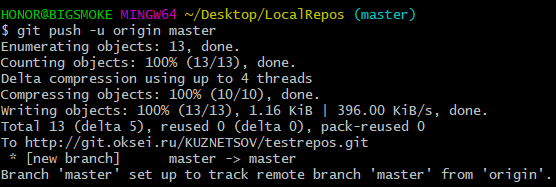 HONOR@BIGSMOKE MINGW64 ~/Desktop/LocalRepos (master)
$ git push -u origin master
Enumerating objects: 13, done.
Counting objects: 100% (13/13), done.
Delta compression using up to 4 threads
Compressing objects: 100% (10/10), done.
Writing objects: 100% (13/13), 1.16 KiB | 396.00 KiB/s, done.
Total 13 (delta 5), reused 0 (delta 0), pack-reused 0
To http://git.oksei.ru/KUZNETSOV/testrepos.git
 * [new branch]      master -> master
Branch 'master' set up to track remote branch 'master' from 'origin'.